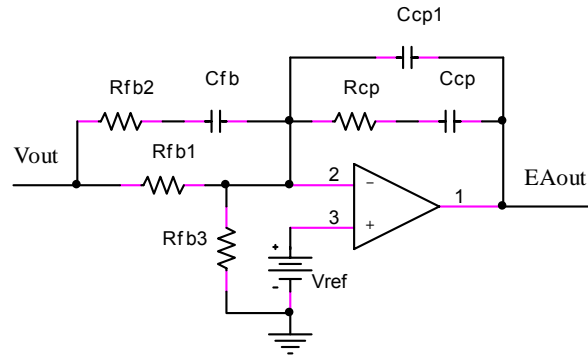 Ccp1
Rfb2
Cfb
Rcp
Ccp
Vout
Rfb1
2
−
1
EAout
3
+
Rfb3
+
-
Vref